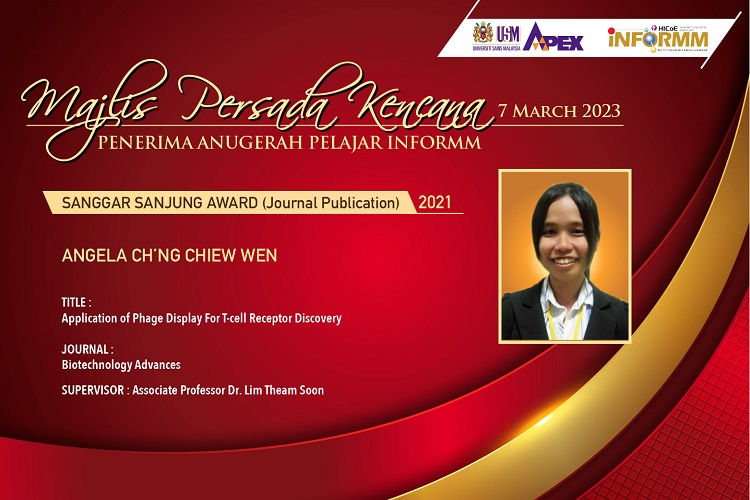 USM
UNIVERSITI SAINS MALAYSIA
APEX
HICoE
iNFORMM
Majlis Persada Kencana 7 MARCH 2023
PENERIMA ANUGERAH PELAJAR INFORMM
SANGGAR SANJUNG AWARD (Journal Publication) 2021
ANGELA CH'NG CHIEW WEN
TITLE :
Application of Phage Display For T-cell Receptor Discovery
JOURNAL :
Biotechnology Advances
SUPERVISOR : Associate Professor Dr. Lim Theam Soon